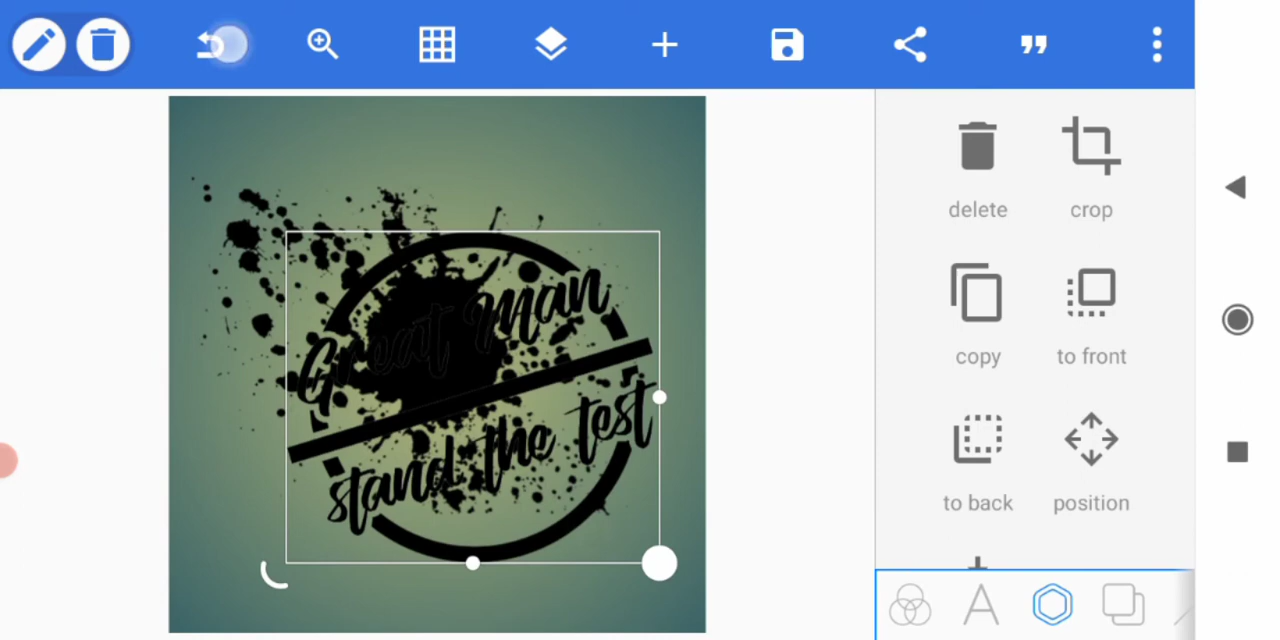 delete
crop
copy
to front
to back
position
Great Man
stand the test